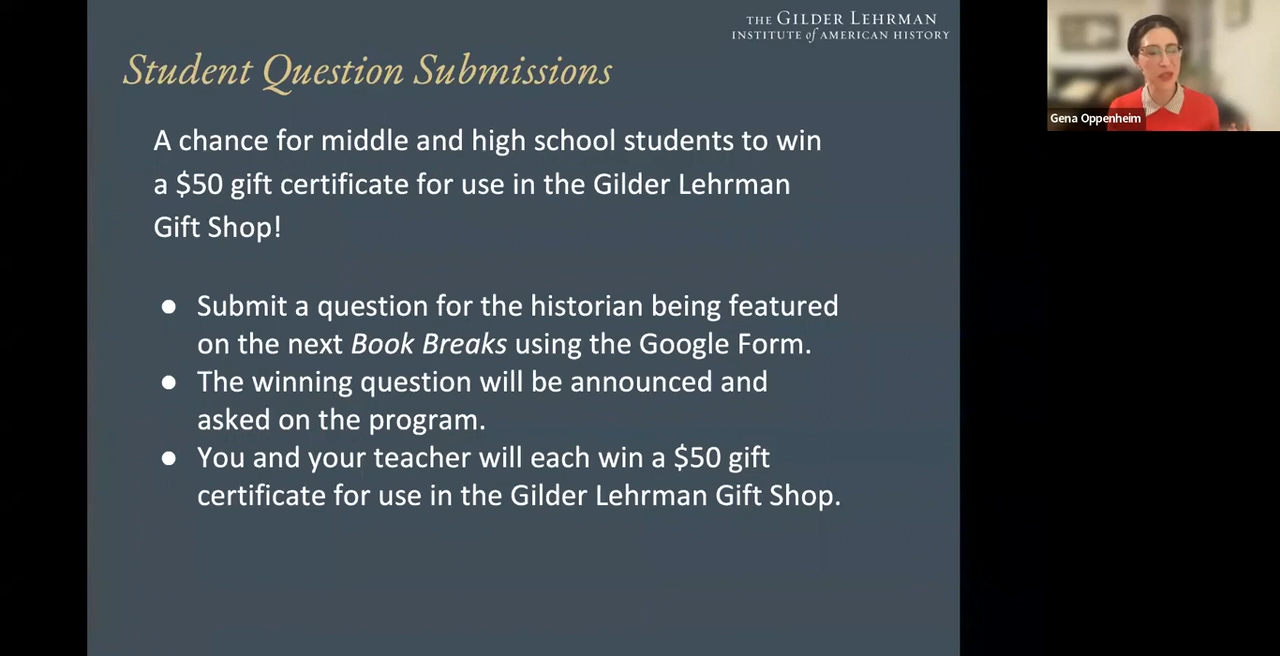 THE GILDER LEHRMAN
INSTITUTE of AMERICAN HISTORY
Student Question Submissions
A chance for middle and high school students to win
a $50 gift certificate for use in the Gilder Lehrman
Gift Shop!
● Submit a question for the historian being featured
on the next Book Breaks using the Google Form.
● The winning question will be announced and
asked on the program.
● You and your teacher will each win a $50 gift
certificate for use in the Gilder Lehrman Gift Shop.
Gena Oppenheim